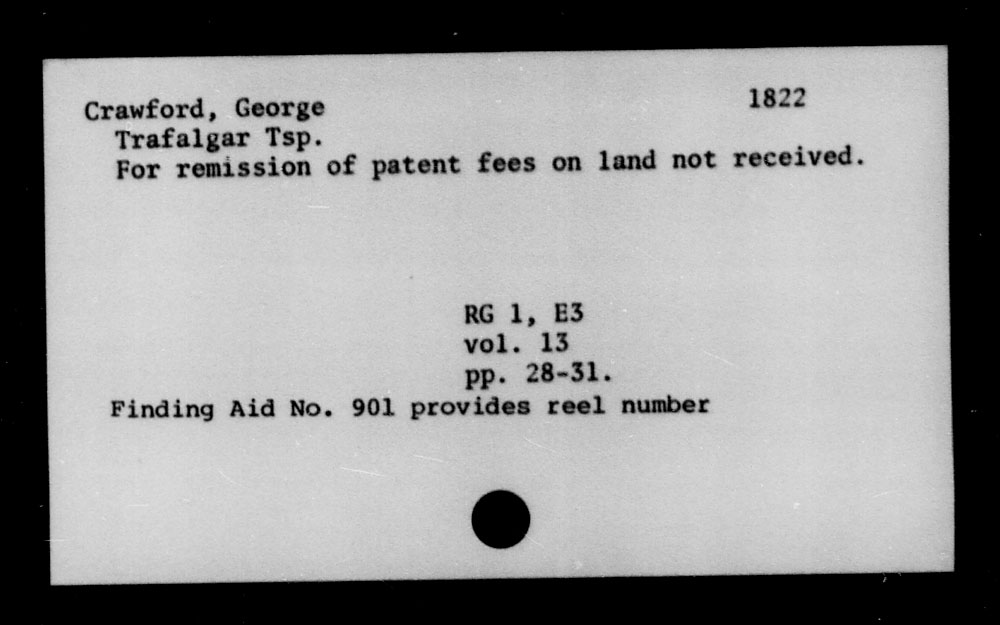 Crawford, George 1822
Trafalgar Tsp.
For remission of patent fees on land not received.
RG 1, E3
vol. 13
pp. 28-31.
Finding Aid No. 901 provides reel number